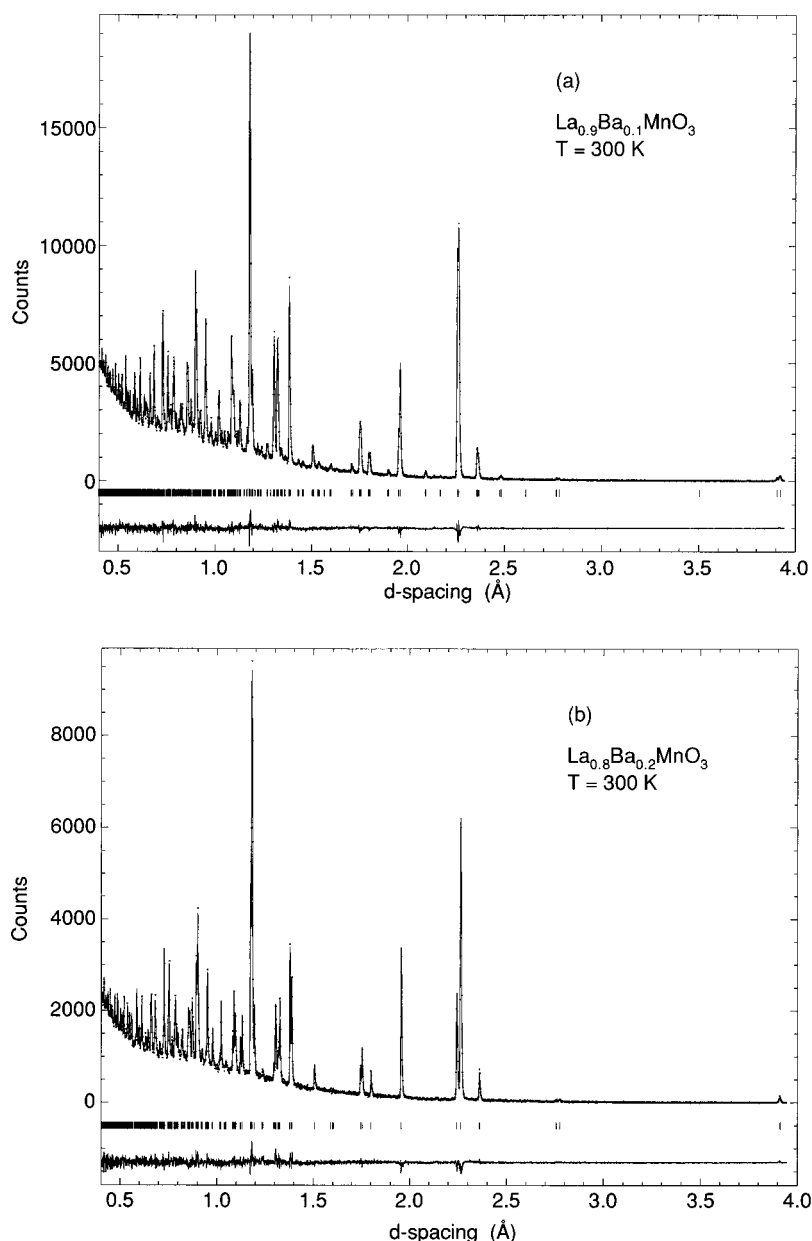 (a)
La0.9Ba0.1MnO3
T = 300 K
15000
10000
5000
0
Counts
0.5 1.0 1.5 2.0 2.5 3.0 3.5 4.0
d-spacing (Å)
(b)
La0.8Ba0.2MnO3
T = 300 K
8000
6000
4000
2000
0
Counts
0.5 1.0 1.5 2.0 2.5 3.0 3.5 4.0
d-spacing (Å)